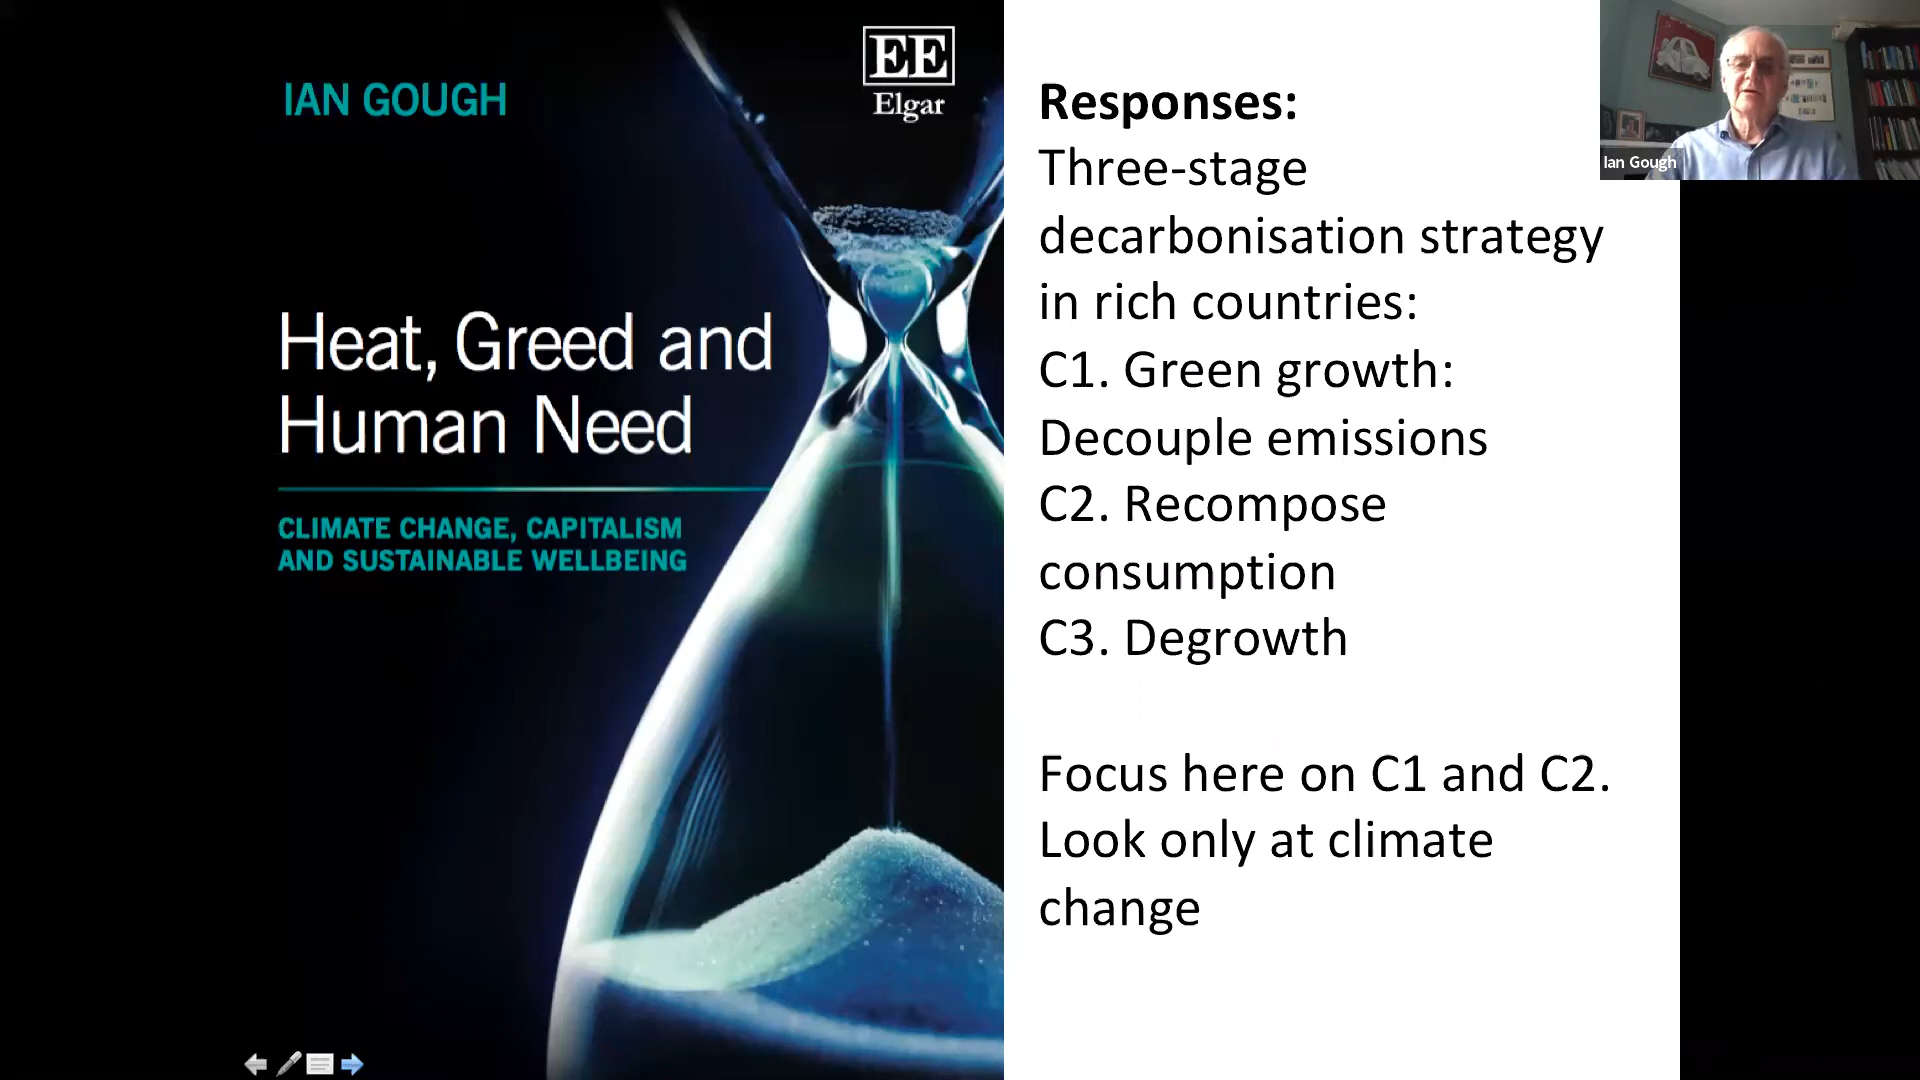 IAN GOUGH
EE
Elgar
Heat, Greed and
Human Need
CLIMATE CHANGE, CAPITALISM
AND SUSTAINABLE WELLBEING
Responses:
Three-stage
decarbonisation strategy
in rich countries:
C1. Green growth:
Decouple emissions
C2. Recompose
consumption
C3. Degrowth
Focus here on C1 and C2.
Look only at climate
change
Ian Gough